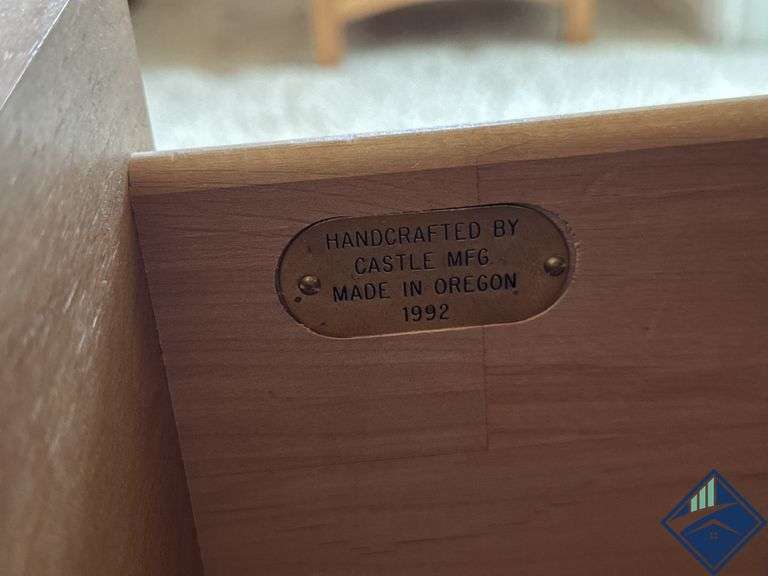 HANDCRAFTED BY
CASTLE MFG.
MADE IN OREGON
1992